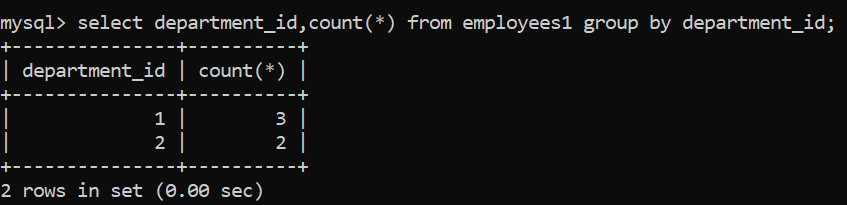 mysql> select department_id,count(*) from employees1 group by department_id;
+---------------+----------+
| department_id | count(*) |
+---------------+----------+
|             1 |        3 |
|             2 |        2 |
+---------------+----------+
2 rows in set (0.00 sec)